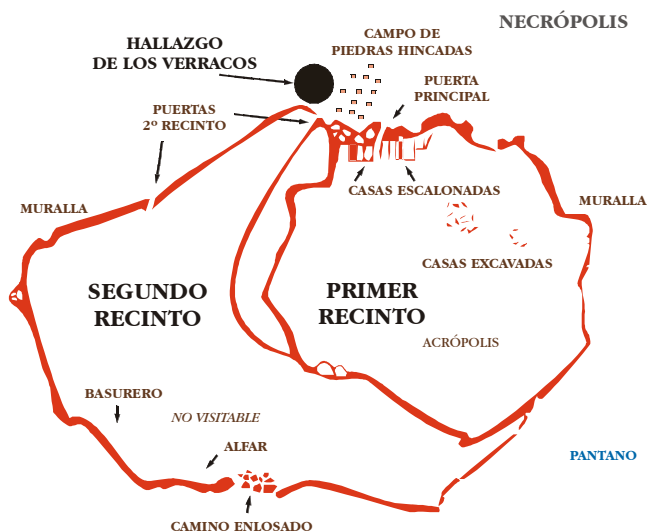 NECRÓPOLIS
CAMPO DE
PIEDRAS HINCADAS
HALLAZGO
DE LOS VERRACOS
PUERTA
PRINCIPAL
PUERTAS
2º RECINTO
CASAS ESCALONADAS
MURALLA
MURALLA
CASAS EXCAVADAS
SEGUNDO
RECINTO
PRIMER
RECINTO
ACRÓPOLIS
BASURERO
NO VISITABLE
ALFAR
PANTANO
CAMINO ENLOSADO